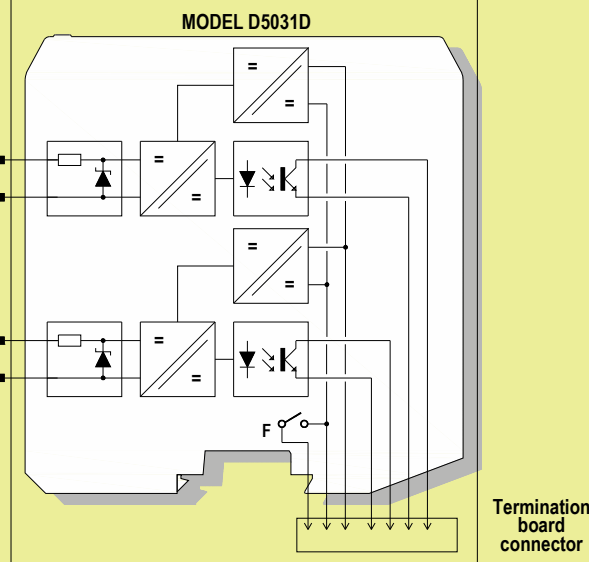 MODEL D5031D
=
=
=
=
=
=
=
=
F
Termination
board
connector